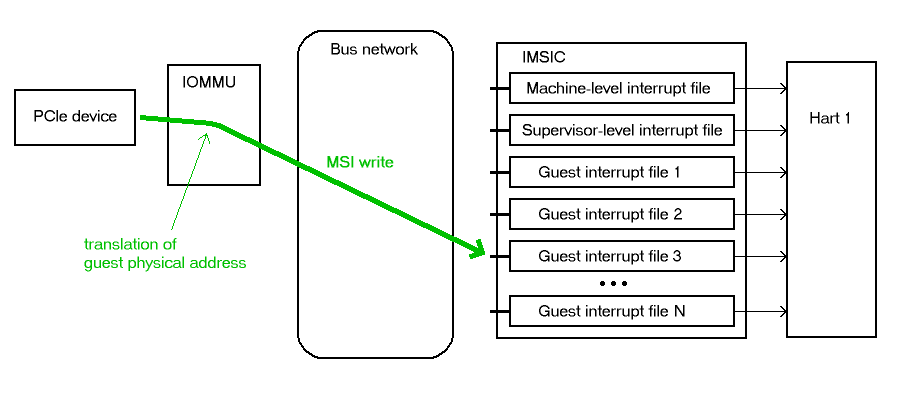 Bus network
IMSIC
IOMMU
Machine-level interrupt file
PCIe device
Hart 1
Supervisor-level interrupt file
MSI write
Guest interrupt file 1
Guest interrupt file 2
translation of
guest physical address
Guest interrupt file 3
• • •
Guest interrupt file N